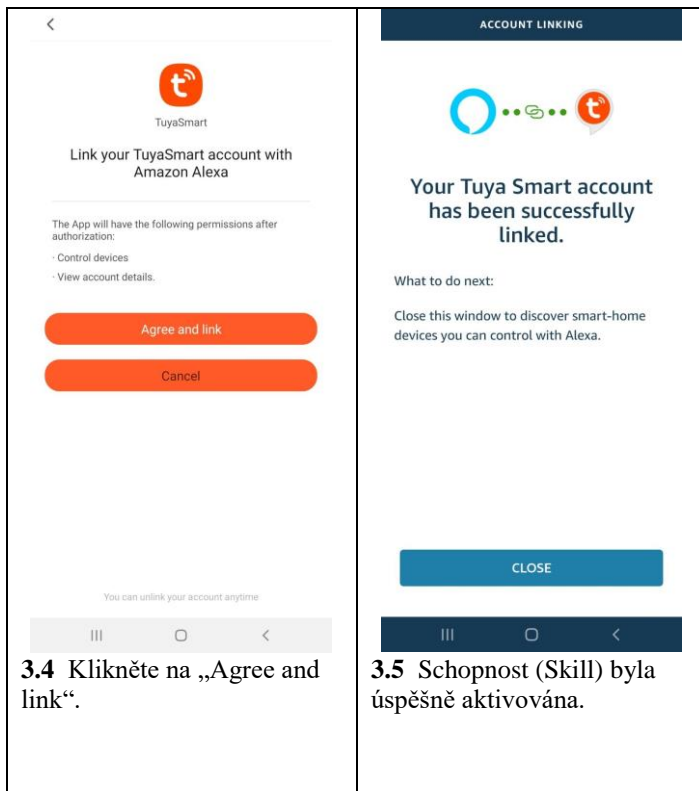 TuyaSmart
Link your TuyaSmart account with
Amazon Alexa
The App will have the following permissions after
authorization:
· Control devices
· View account details.
Agree and link
Cancel
You can unlink your account anytime
3.4 Klikněte na „Agree and
link“.
ACCOUNT LINKING
Your Tuya Smart account
has been successfully
linked.
What to do next:
Close this window to discover smart-home
devices you can control with Alexa.
CLOSE
3.5 Schopnost (Skill) byla
úspěšně aktivována.